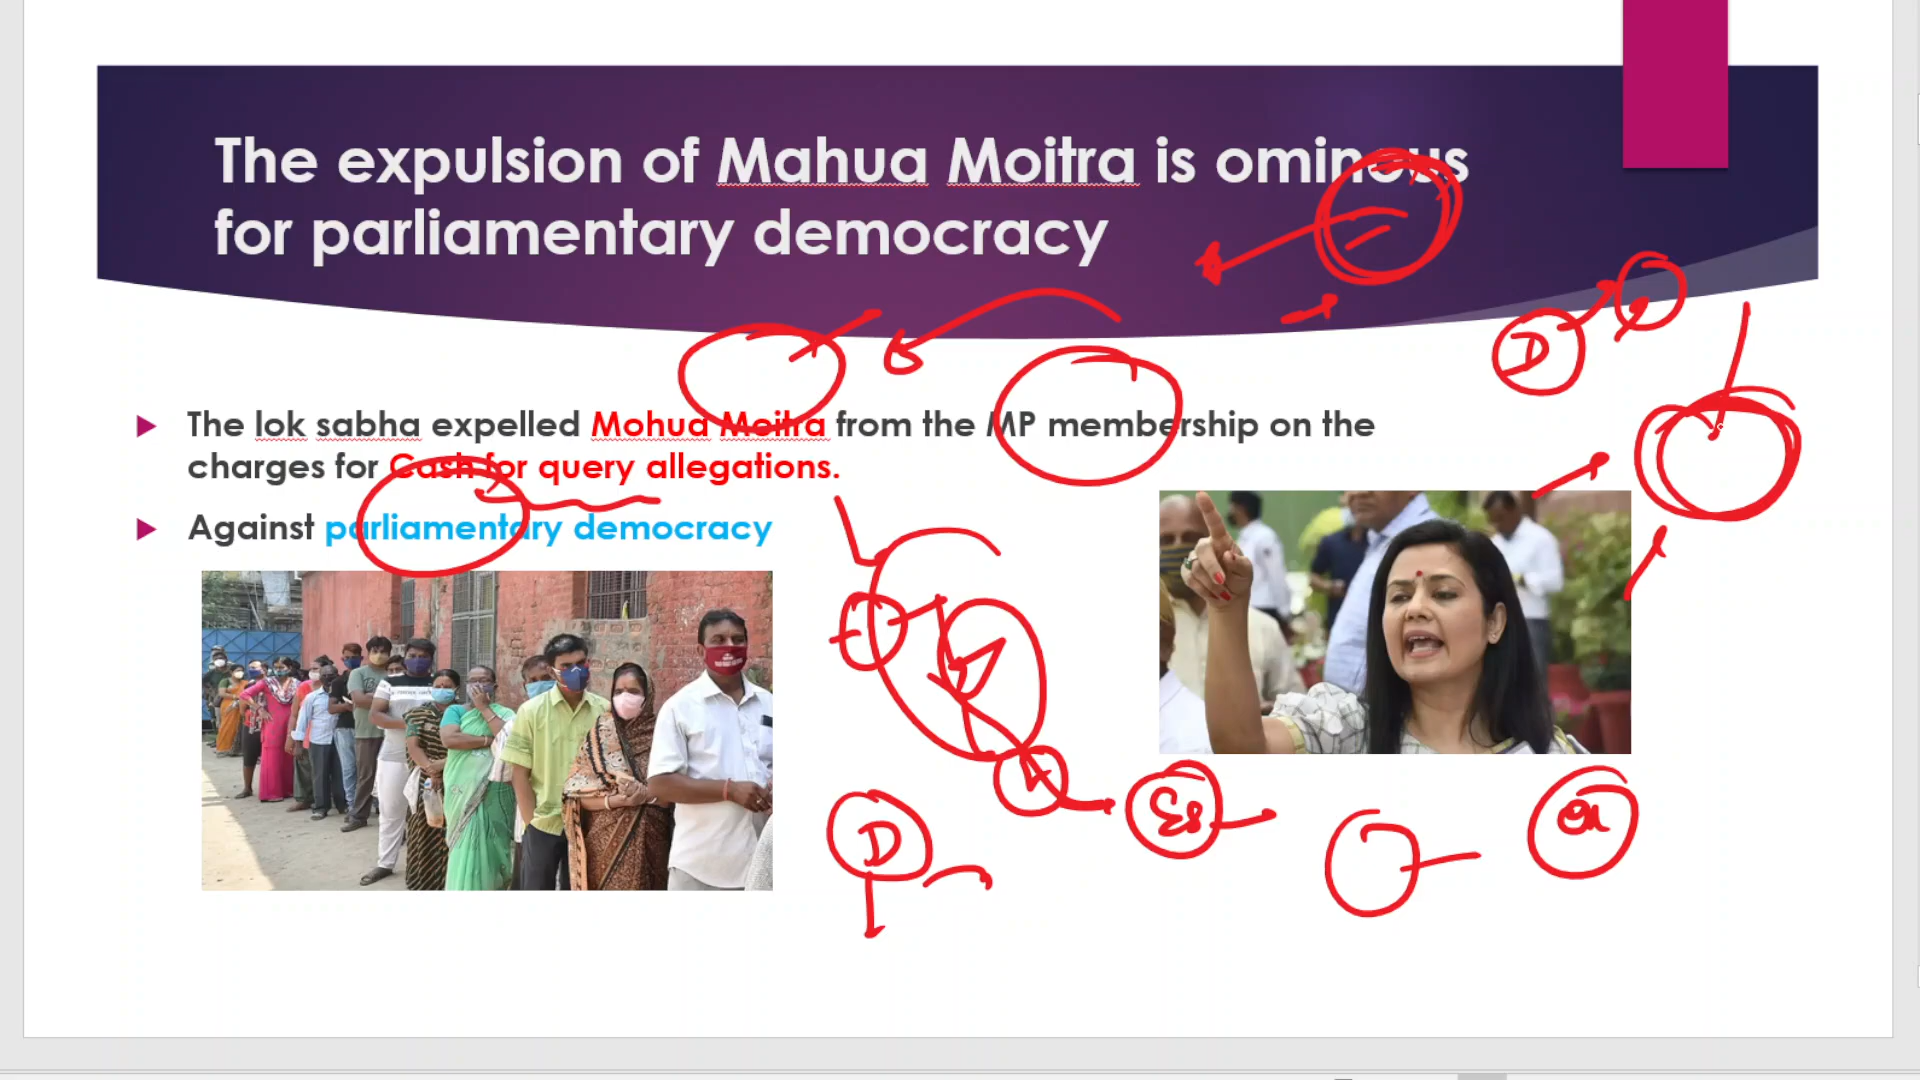 The expulsion of Mahua Moitra is ominous
for parliamentary democracy
The lok sabha expelled Mohua Moitra from the MP membership on the
charges for Cash for query allegations.
Against parliamentary democracy
D
D